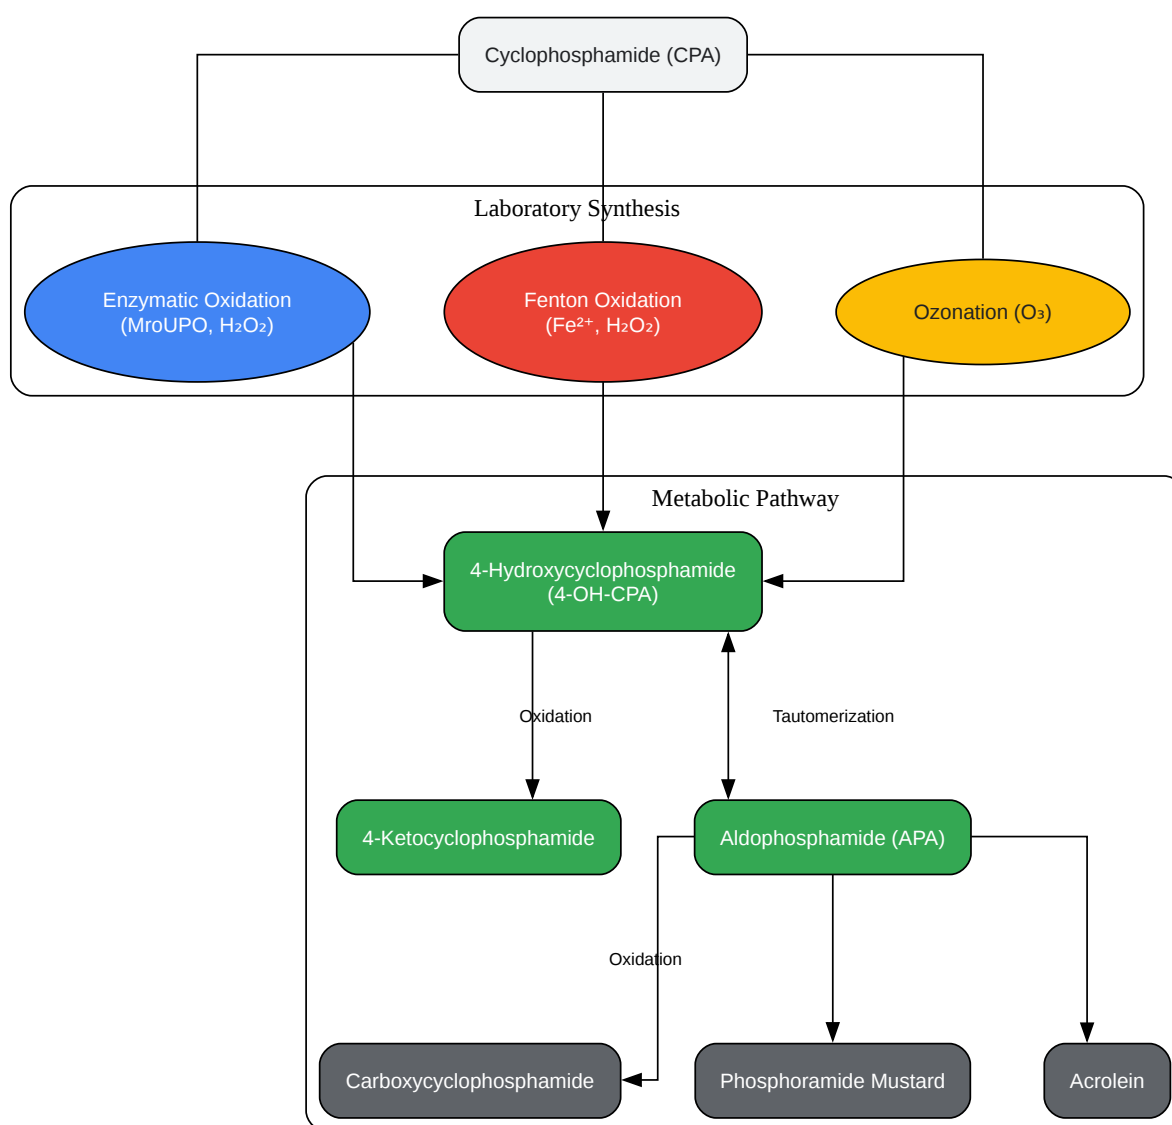 Cyclophosphamide (CPA)
Laboratory Synthesis
Enzymatic Oxidation
(MroUPO, H₂O₂)
Fenton Oxidation
(Fe²⁺, H₂O₂)
Ozonation (O₃)
Metabolic Pathway
4-Hydroxycyclophosphamide
(4-OH-CPA)
Oxidation
Tautomerization
4-Ketocyclophosphamide
Aldophosphamide (APA)
Oxidation
Carboxycyclophosphamide
Phosphoramide Mustard
Acrolein